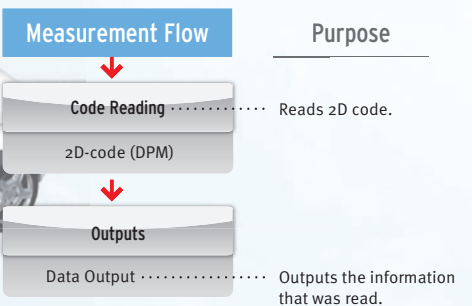 Measurement Flow
Purpose
Code Reading
Reads 2D code.
2D-code (DPM)
Outputs
Data Output
Outputs the information
that was read.